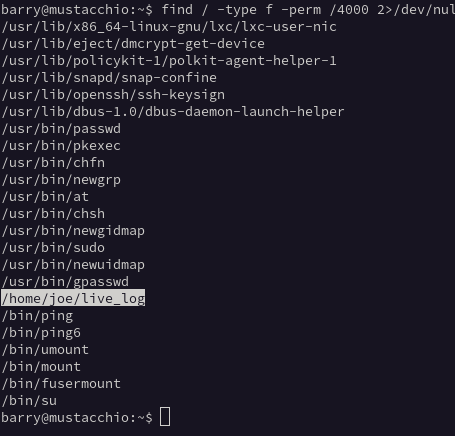 barry@mustacchio:~$ find / -type f -perm /4000 2>/dev/nul
/usr/lib/x86_64-linux-gnu/lxc/lxc-user-nic
/usr/lib/eject/dmcrypt-get-device
/usr/lib/policykit-1/polkit-agent-helper-1
/usr/lib/snapd/snap-confine
/usr/lib/openssh/ssh-keysign
/usr/lib/dbus-1.0/dbus-daemon-launch-helper
/usr/bin/passwd
/usr/bin/pkexec
/usr/bin/chfn
/usr/bin/newgrp
/usr/bin/at
/usr/bin/chsh
/usr/bin/newgidmap
/usr/bin/sudo
/usr/bin/newuidmap
/usr/bin/gpasswd
/home/joe/live_log
/bin/ping
/bin/ping6
/bin/umount
/bin/mount
/bin/fusermount
/bin/su
barry@mustacchio:~$